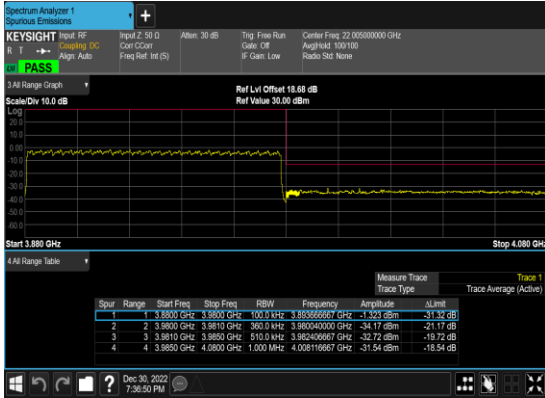 Spectrum Analyzer 1
Spurious Emissions
+
KEYSIGHT Input: RF Input Z: 50 Ω Atten: 30 dB Trig: Free Run Center Freq: 22.005000000 GHz
R T Coupling: DC Corr CCorr Gate: Off Avg|Hold: 100/100
Align: Auto Freq Ref: Int (S) IF Gain: Low Radio Std: None
PASS
3 All Range Graph
Ref Lvl Offset 18.68 dB
Scale/Div 10.0 dB Ref Value 30.00 dBm
Log
20.0
10.0
0.00
-10.0
-20.0
-30.0
-40.0
-50.0
-60.0
Start 3.880 GHz Stop 4.080 GHz
4 All Range Table
Measure Trace Trace 1
Trace Type Trace Average (Active)
Spur Range Start Freq Stop Freq RBW Frequency Amplitude ΔLimit
1 1 3.8800 GHz 3.9800 GHz 100.0 kHz 3.893666667 GHz -1.323 dBm -31.32 dB
2 2 3.9800 GHz 3.9810 GHz 360.0 kHz 3.980040000 GHz -34.17 dBm -21.17 dB
3 3 3.9810 GHz 3.9850 GHz 510.0 kHz 3.982406667 GHz -32.72 dBm -19.72 dB
4 4 3.9850 GHz 4.0800 GHz 1.000 MHz 4.008116667 GHz -31.54 dBm -18.54 dB
?
Dec 30, 2022
7:36:50 PM